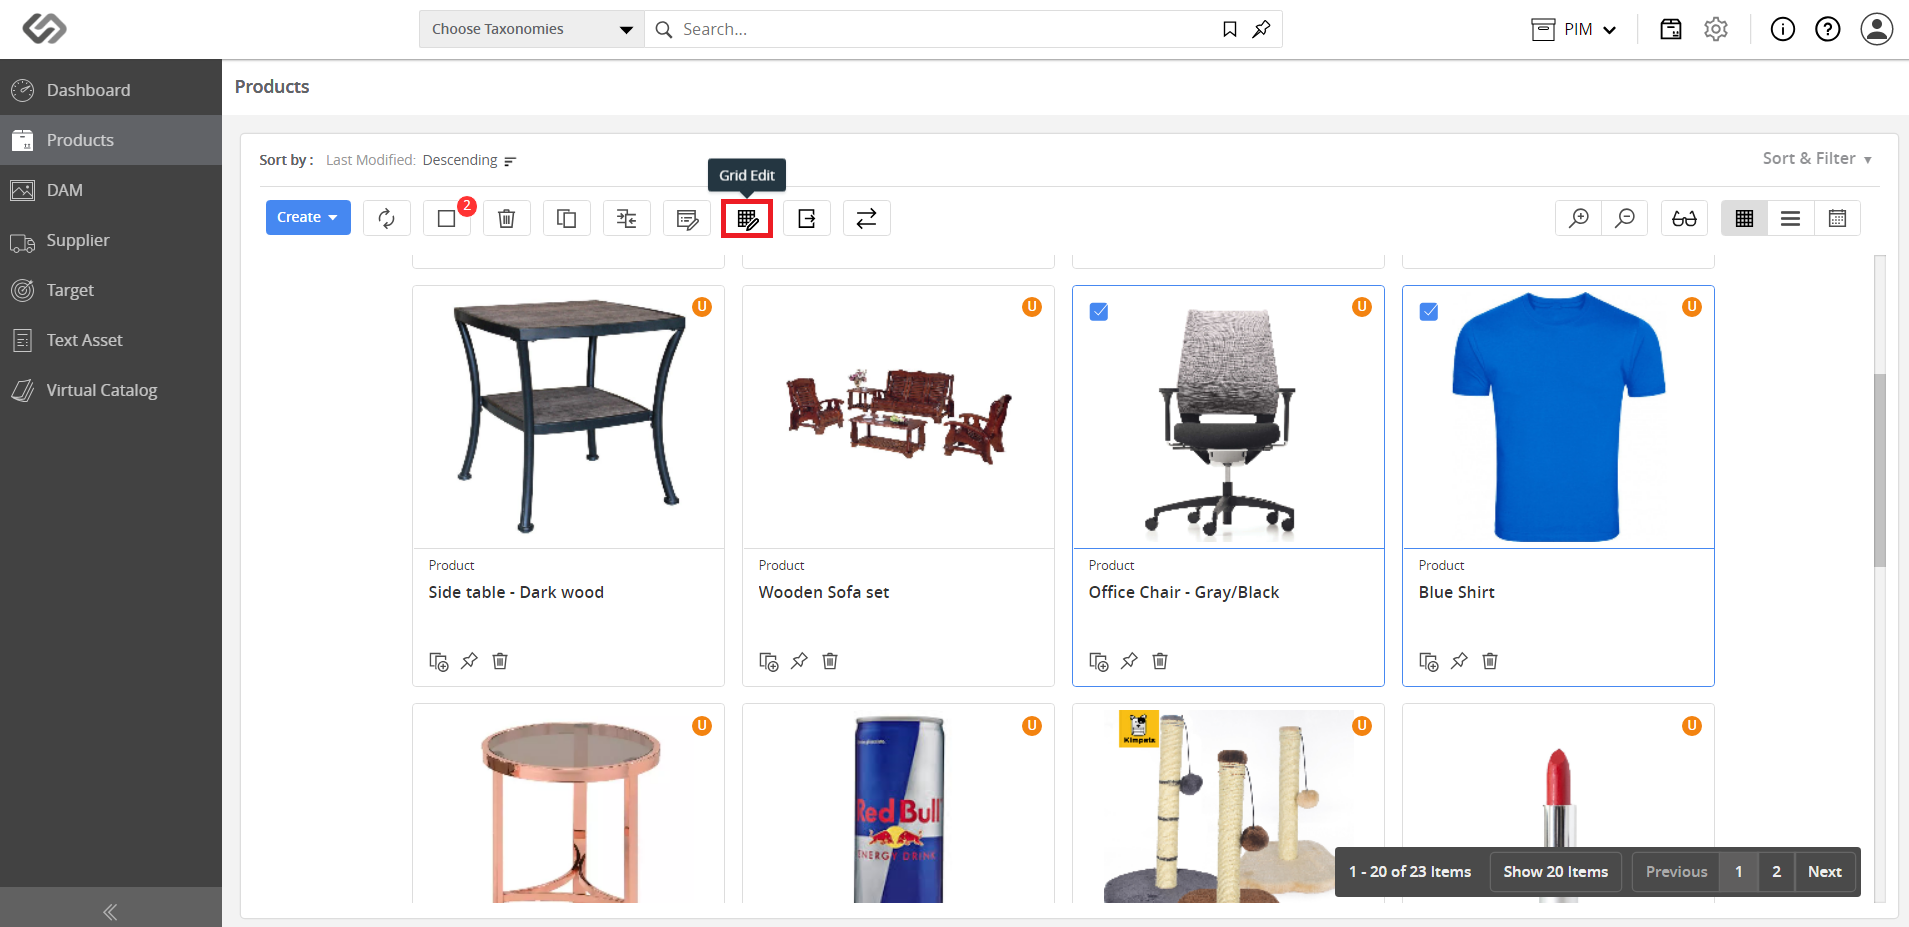 Choose Taxonomies
Search...
PIM
Dashboard
Products
DAM
Supplier
Target
Text Asset
Virtual Catalog
Products
Sort by : Last Modified: Descending
Sort & Filter
Grid Edit
Create
2
U
U
U
U
Product
Side table - Dark wood
Product
Wooden Sofa set
Product
Office Chair - Gray/Black
Product
Blue Shirt
U
U
U
U
Red Bull
ENERGY DRINK
Kimpets
1 - 20 of 23 Items
Show 20 Items
Previous
1
2
Next